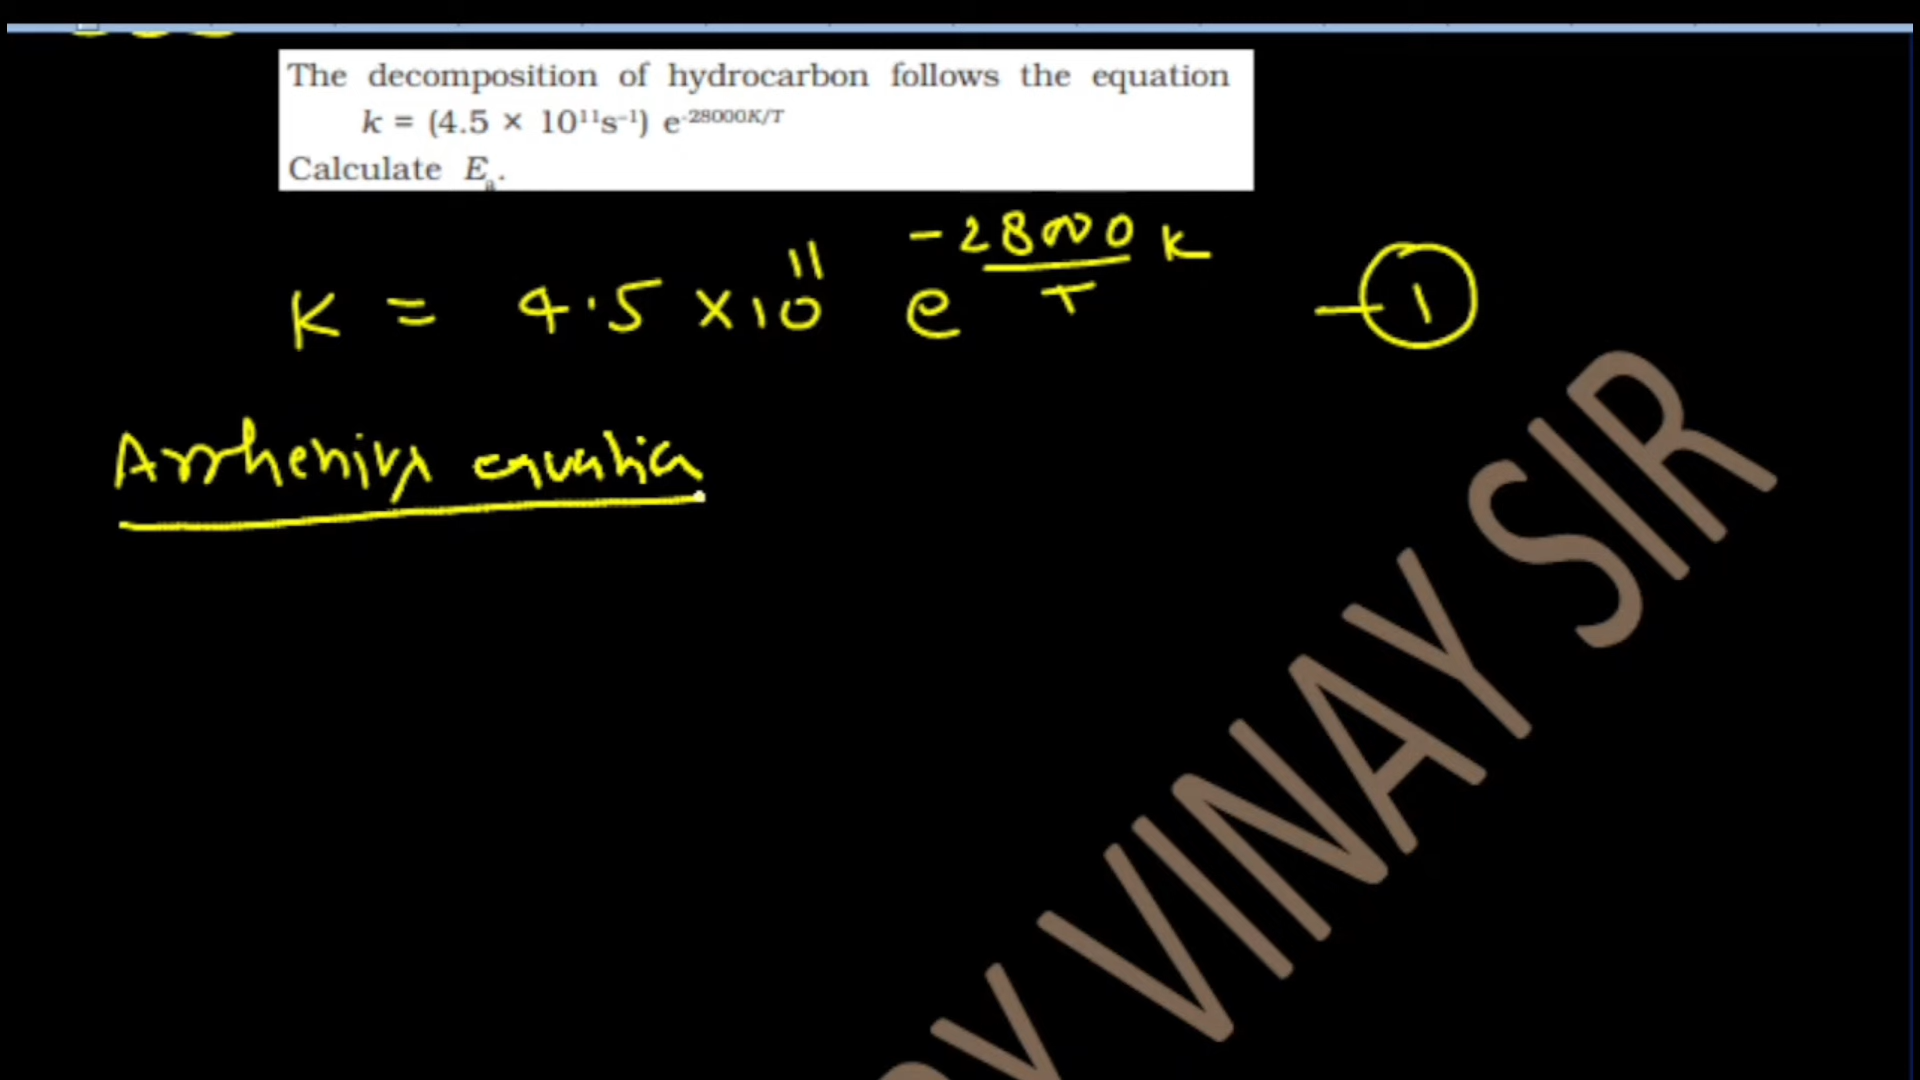 The decomposition of hydrocarbon follows the equation
k = (4.5 × 10¹¹s⁻¹) e⁻²⁸⁰⁰⁰ᴷ/ᵀ
Calculate Eₐ.
K = 4.5 × 10¹¹ e^(-28000/T K) — ①
Arrhenius equation
VINAY SIR